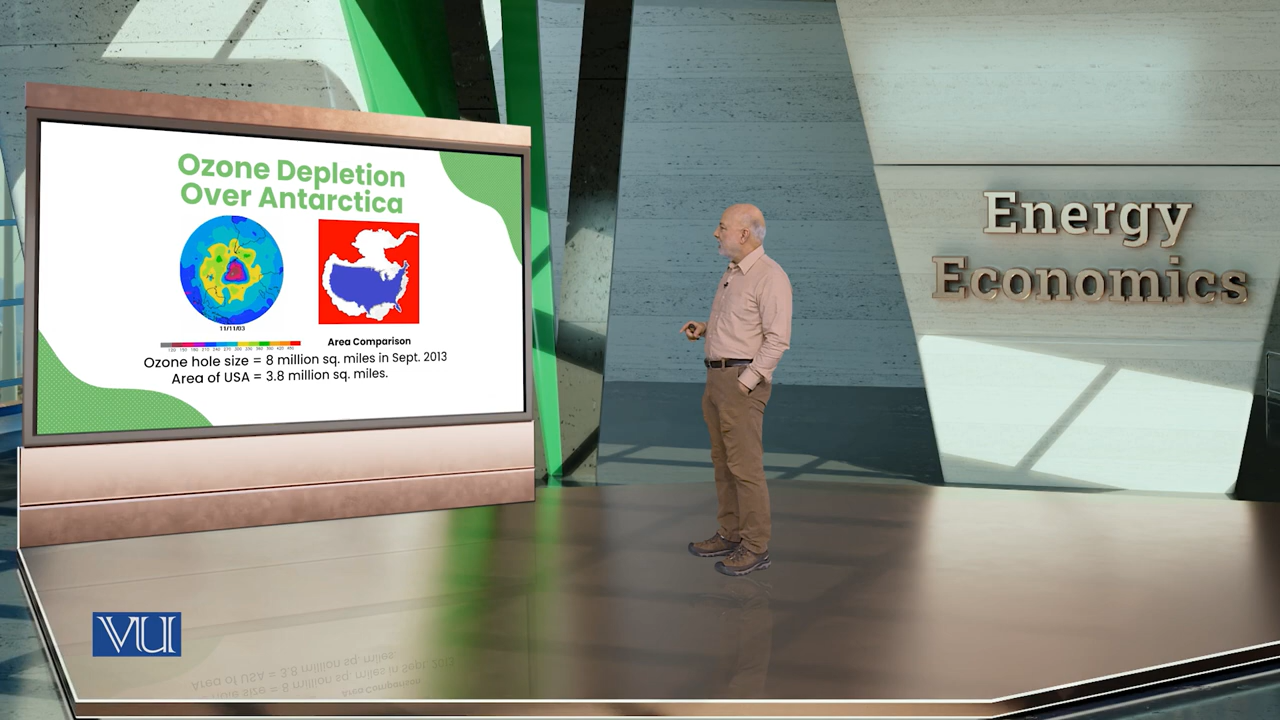 Ozone Depletion
Over Antarctica
11/11/03
Area Comparison
Ozone hole size = 8 million sq. miles in Sept. 2013
Area of USA = 3.8 million sq. miles.
Energy
Economics
VU